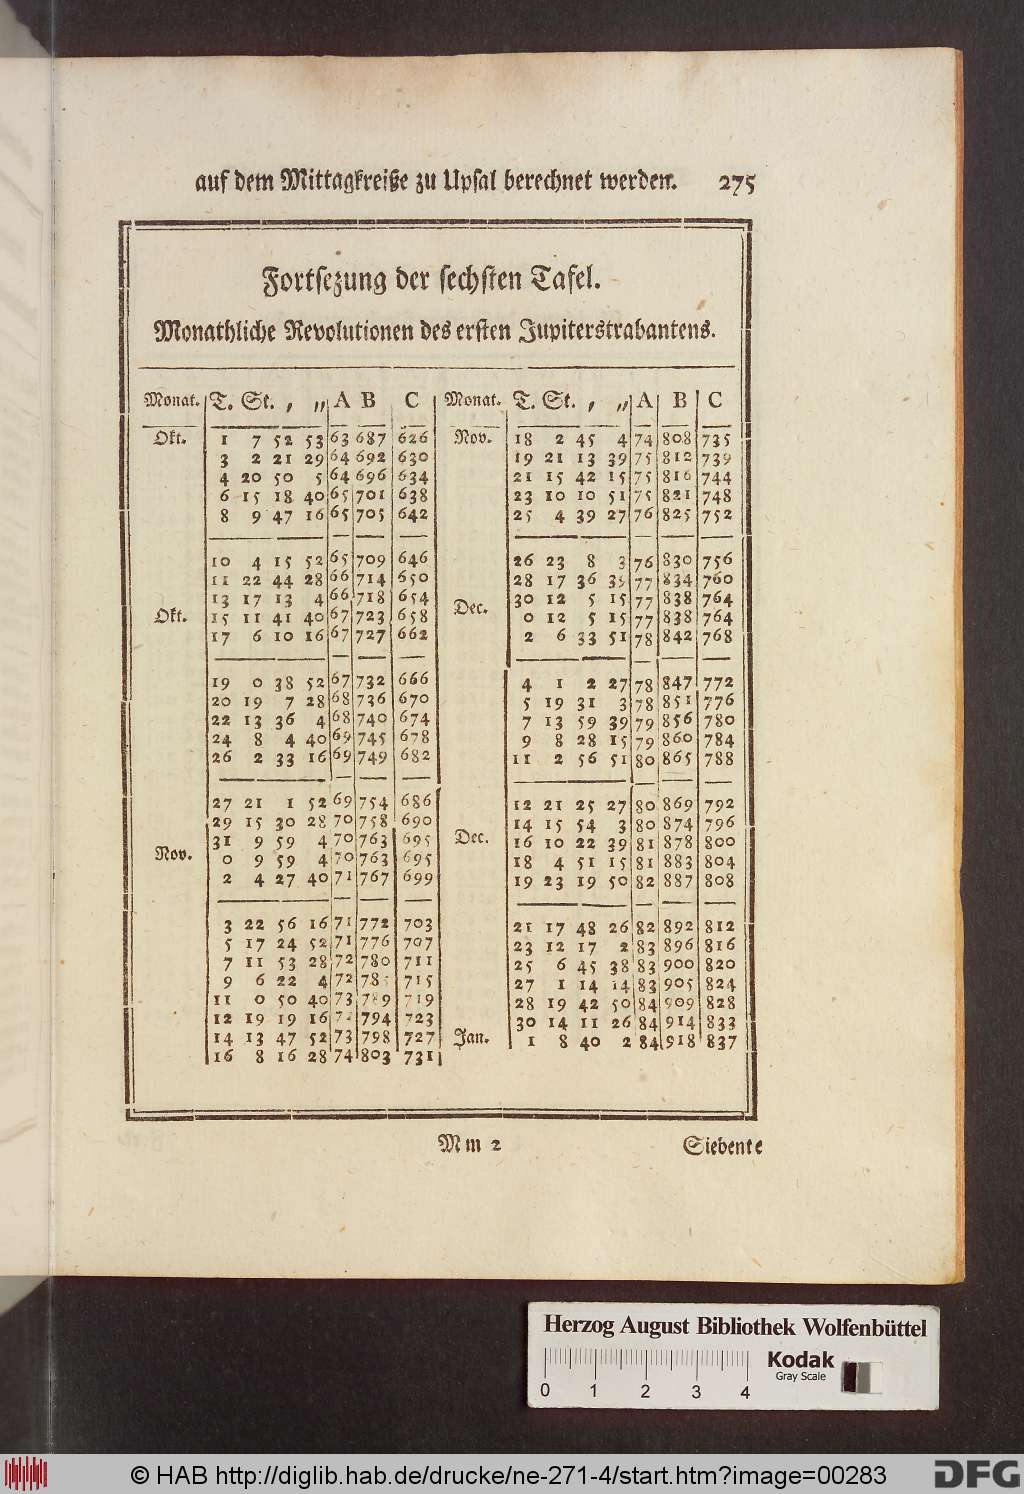 auf dem Mittagkreiße zu Upsal berechnet werden. 275
Fortsezung der sechsten Tafel.
Monathliche Revolutionen des ersten Jupiterstrabantens.
Monat. T. St. , ,, A B C Monat. T. St. , ,, A B C
Okt. 1 7 52 53 63 687 626 Nov. 18 2 45 4 74 808 735
3 2 21 29 64 692 630 19 21 13 39 75 812 739
4 20 50 5 64 696 634 21 15 42 15 75 816 744
6 15 18 40 65 701 638 23 10 10 51 75 821 748
8 9 47 16 65 705 642 25 4 39 27 76 825 752
10 4 15 52 65 709 646 26 23 8 3 76 830 756
11 22 44 28 66 714 650 28 17 36 39 77 834 760
13 17 13 4 66 718 654 Dec. 30 12 5 15 77 838 764
Okt. 15 11 41 40 67 723 658 0 12 5 15 77 838 764
17 6 10 16 67 727 662 2 6 33 51 78 842 768
19 0 38 52 67 732 666 4 1 2 27 78 847 772
20 19 7 28 68 736 670 5 19 31 3 78 851 776
22 13 36 4 68 740 674 7 13 59 39 79 856 780
24 8 4 40 69 745 678 9 8 28 15 79 860 784
26 2 33 16 69 749 682 11 2 56 51 80 865 788
27 21 1 52 69 754 686 12 21 25 27 80 869 792
29 15 30 28 70 758 690 14 15 54 3 80 874 796
31 9 59 4 70 763 695 Dec. 16 10 22 39 81 878 800
Nov. 0 9 59 4 70 763 695 18 4 51 15 81 883 804
2 4 27 40 71 767 699 19 23 19 50 82 887 808
3 22 56 16 71 772 703 21 17 48 26 82 892 812
5 17 24 52 71 776 707 23 12 17 2 83 896 816
7 11 53 28 72 780 711 25 6 45 38 83 900 820
9 6 22 4 72 785 715 27 1 14 14 83 905 824
11 0 50 40 73 789 719 28 19 42 50 84 909 828
12 19 19 16 794 723 30 14 11 26 84 914 833
14 13 47 52 73 798 727 Jan. 1 8 40 2 84 918 837
16 8 16 28 74 803 731
Mm 2 Siebente
Herzog August Bibliothek Wolfenbüttel
Kodak
Gray Scale
0 1 2 3 4
© HAB http://diglib.hab.de/drucke/ne-271-4/start.htm?image=00283
DFG